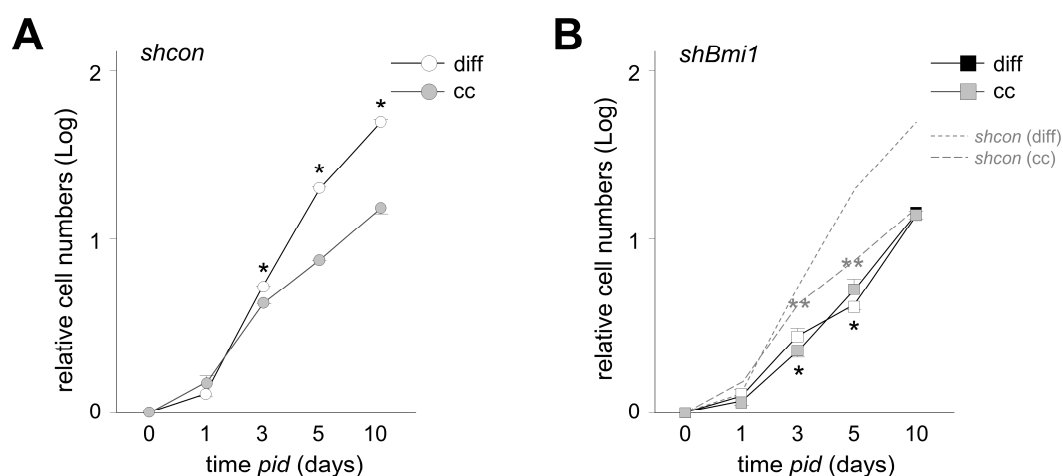 A
shcon
diff
cc
relative cell numbers (Log)
2
1
0
*
*
*
0 1 3 5 10
time pid (days)
B
shBmi1
diff
cc
shcon (diff)
shcon (cc)
relative cell numbers (Log)
2
1
0
**
**
*
*
0 1 3 5 10
time pid (days)